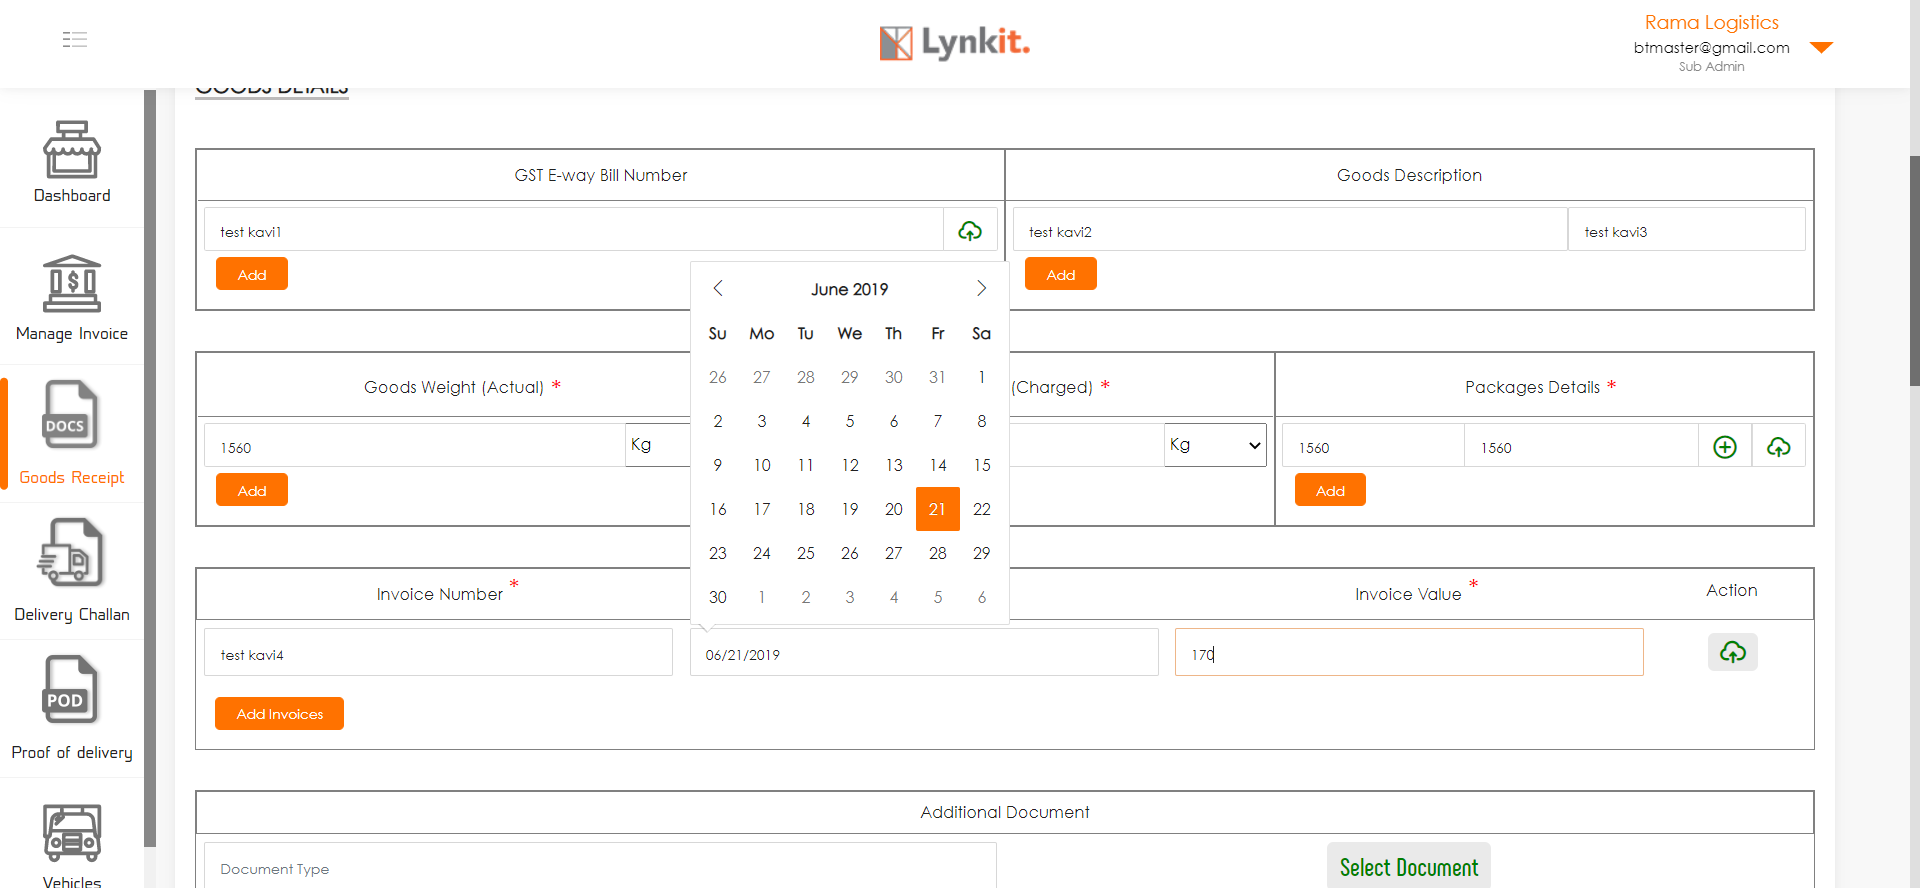 Lynkit.
Rama Logistics
btmaster@gmail.com
Sub Admin
GOODS DETAILS
Dashboard
Manage Invoice
DOCS
Goods Receipt
Delivery Challan
POD
Proof of delivery
Vehicles
GST E-way Bill Number
Goods Description
test kavi1
test kavi2
test kavi3
Add
Add
June 2019
Su Mo Tu We Th Fr Sa
26 27 28 29 30 31 1
2 3 4 5 6 7 8
9 10 11 12 13 14 15
16 17 18 19 20 21 22
23 24 25 26 27 28 29
30 1 2 3 4 5 6
Goods Weight (Actual) *
(Charged) *
Packages Details *
1560
Kg
Kg
1560
1560
Add
Add
Invoice Number *
Invoice Value *
Action
test kavi4
06/21/2019
170
Add Invoices
Additional Document
Document Type
Select Document